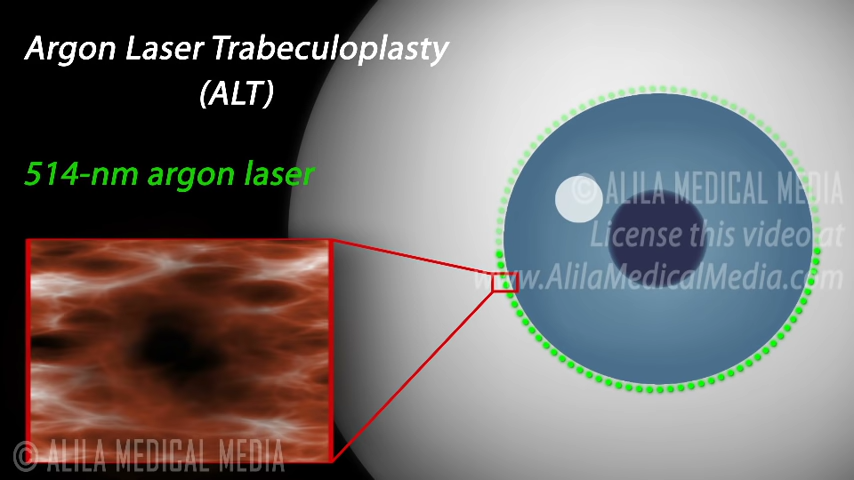 Argon Laser Trabeculoplasty
(ALT)
514-nm argon laser
© ALILA MEDICAL MEDIA
License this video at
www.AlilaMedicalMedia.com
© ALILA MEDICAL MEDIA